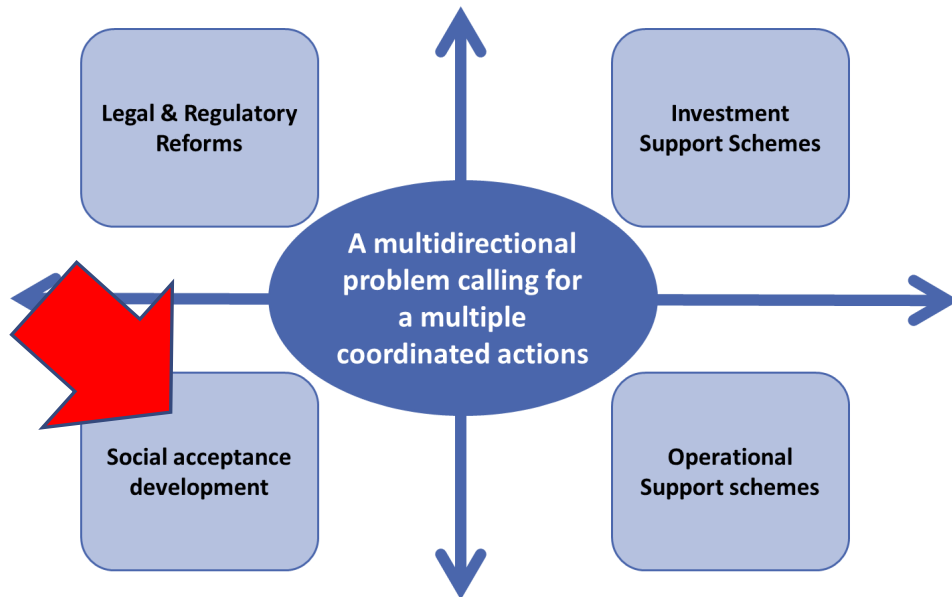 Legal & Regulatory
Reforms
Investment
Support Schemes
A multidirectional
problem calling for
a multiple
coordinated actions
Social acceptance
development
Operational
Support schemes